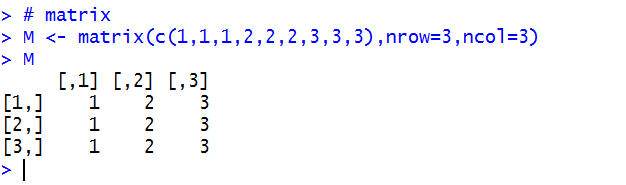 > # matrix
> M <- matrix(c(1,1,1,2,2,2,3,3,3),nrow=3,ncol=3)
> M
     [,1] [,2] [,3]
[1,]    1    2    3
[2,]    1    2    3
[3,]    1    2    3
>